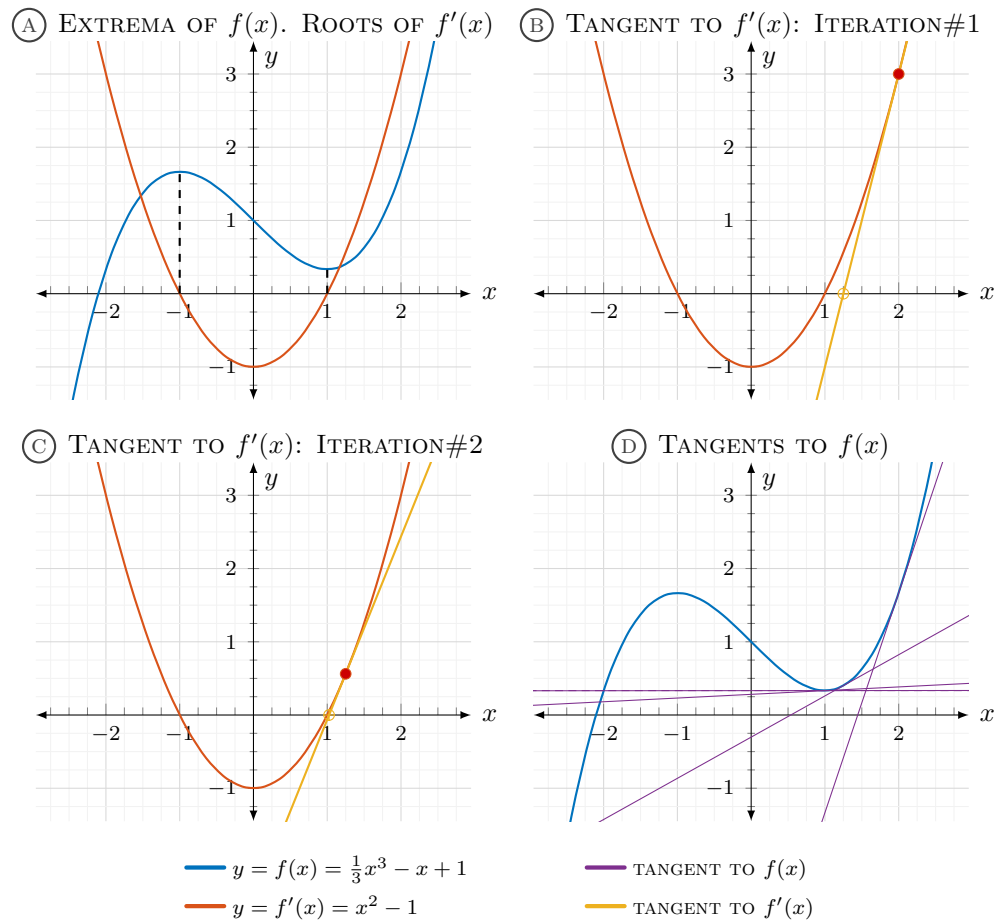 A Extrema of f(x). Roots of f′(x)
y
3
2
1
−1
−2 −1 1 2 x
B Tangent to f′(x): Iteration#1
y
3
2
1
−1
−2 −1 1 2 x
C Tangent to f′(x): Iteration#2
y
3
2
1
−1
−2 −1 1 2 x
D Tangents to f(x)
y
3
2
1
−1
−2 −1 1 2 x
y = f(x) = 1/3 x³ − x + 1
y = f′(x) = x² − 1
tangent to f(x)
tangent to f′(x)